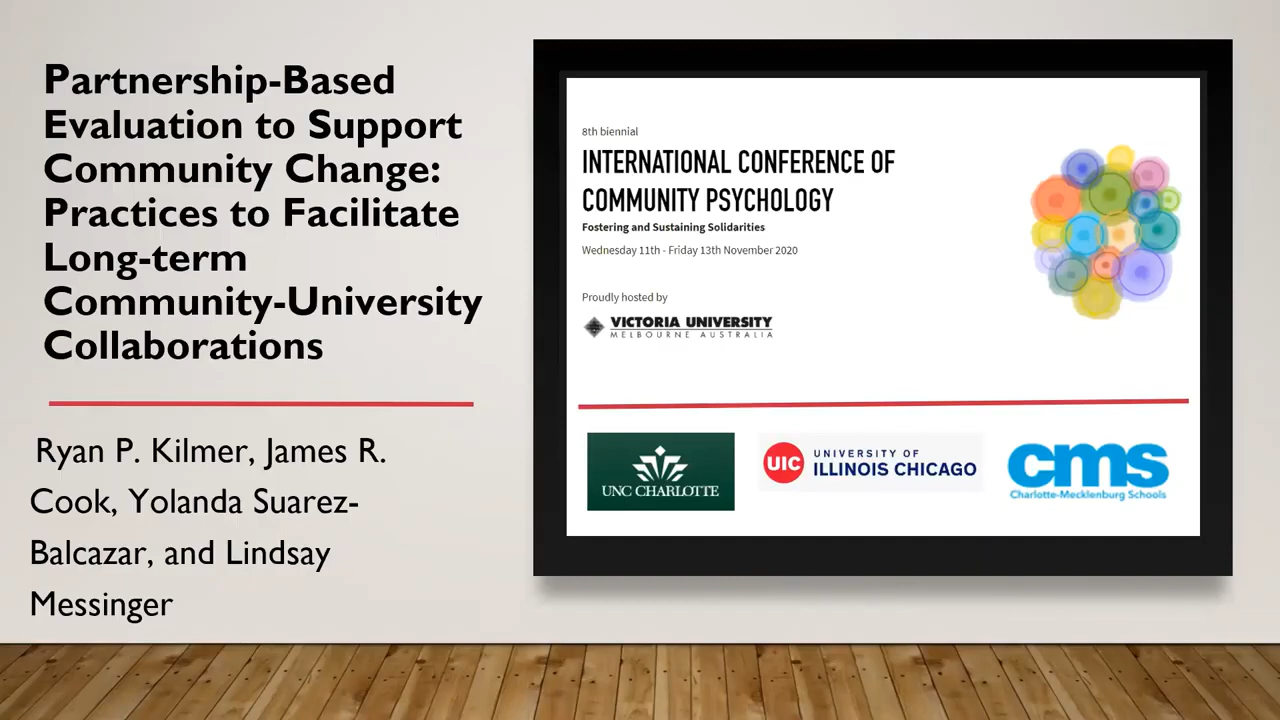 Partnership-Based
Evaluation to Support
Community Change:
Practices to Facilitate
Long-term
Community-University
Collaborations
Ryan P. Kilmer, James R.
Cook, Yolanda Suarez-
Balcazar, and Lindsay
Messinger
8th biennial
INTERNATIONAL CONFERENCE OF
COMMUNITY PSYCHOLOGY
Fostering and Sustaining Solidarities
Wednesday 11th - Friday 13th November 2020
Proudly hosted by
VICTORIA UNIVERSITY
MELBOURNE AUSTRALIA
UNC CHARLOTTE
UIC
UNIVERSITY OF
ILLINOIS CHICAGO
cms
Charlotte-Mecklenburg Schools